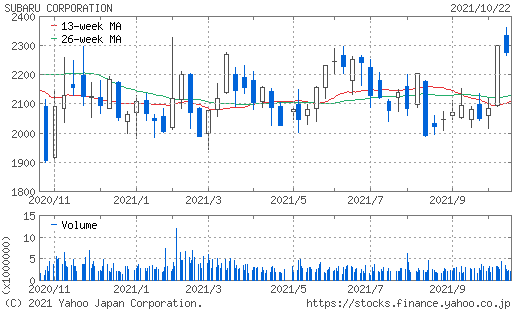 SUBARU CORPORATION 2021/10/22
2400
13-week MA
26-week MA
2300
2200
2100
2000
1900
1800
2020/11 2021/1 2021/3 2021/5 2021/7 2021/9
15
Volume
10
5
0
(x1000000)
2020/11 2021/1 2021/3 2021/5 2021/7 2021/9
(C) 2021 Yahoo Japan Corporation. https://stocks.finance.yahoo.co.jp